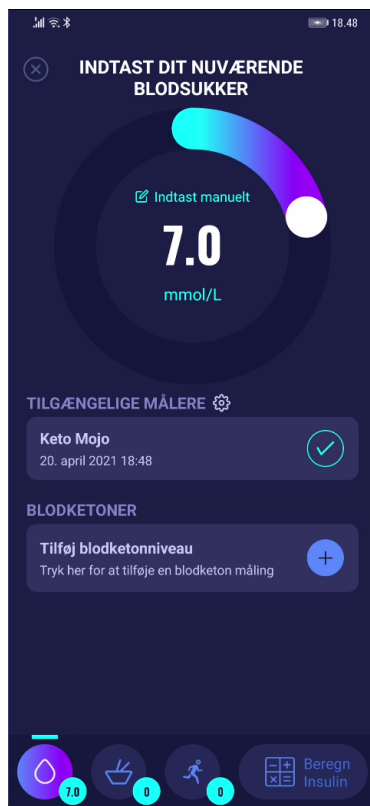 18.48
INDTAST DIT NUVÆRENDE
BLODSUKKER
Indtast manuelt
7.0
mmol/L
TILGÆNGELIGE MÅLERE
Keto Mojo
20. april 2021 18:48
BLODKETONER
Tilføj blodketonniveau
Tryk her for at tilføje en blodketon måling
7.0
0
0
Beregn
Insulin